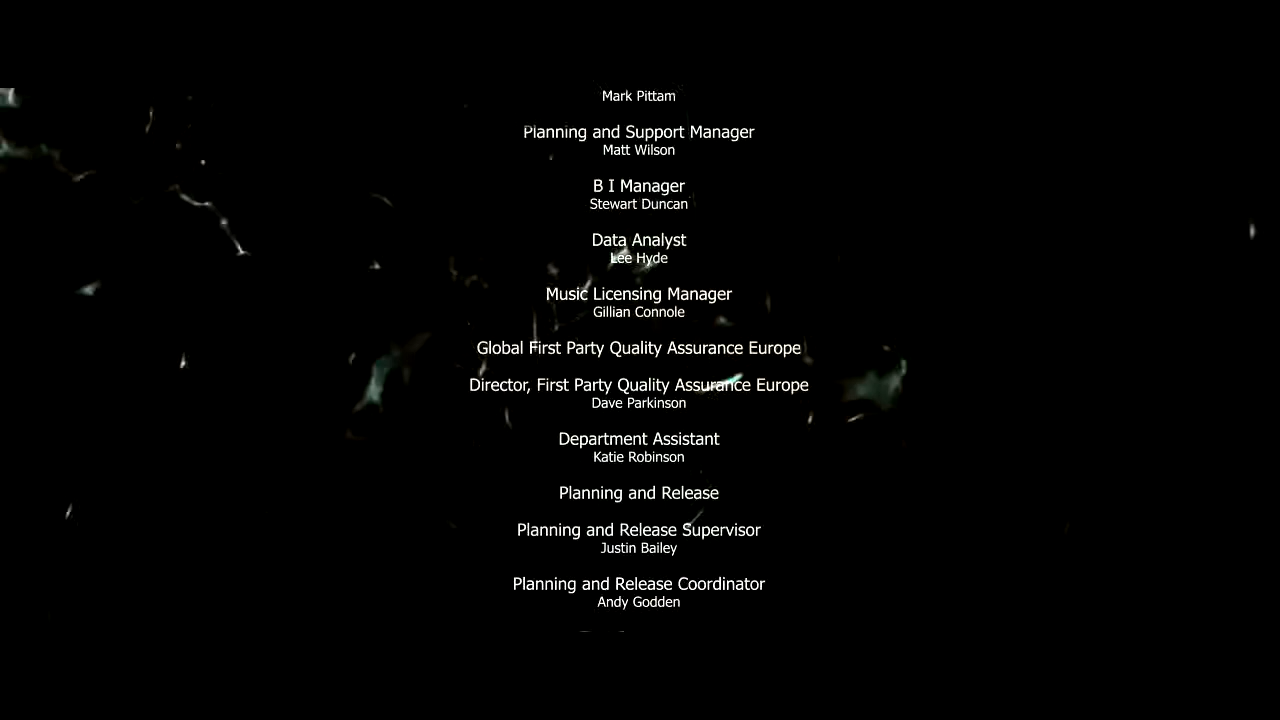 Mark Pittam
Planning and Support Manager
Matt Wilson
B I Manager
Stewart Duncan
Data Analyst
Lee Hyde
Music Licensing Manager
Gillian Connole
Global First Party Quality Assurance Europe
Director, First Party Quality Assurance Europe
Dave Parkinson
Department Assistant
Katie Robinson
Planning and Release
Planning and Release Supervisor
Justin Bailey
Planning and Release Coordinator
Andy Godden